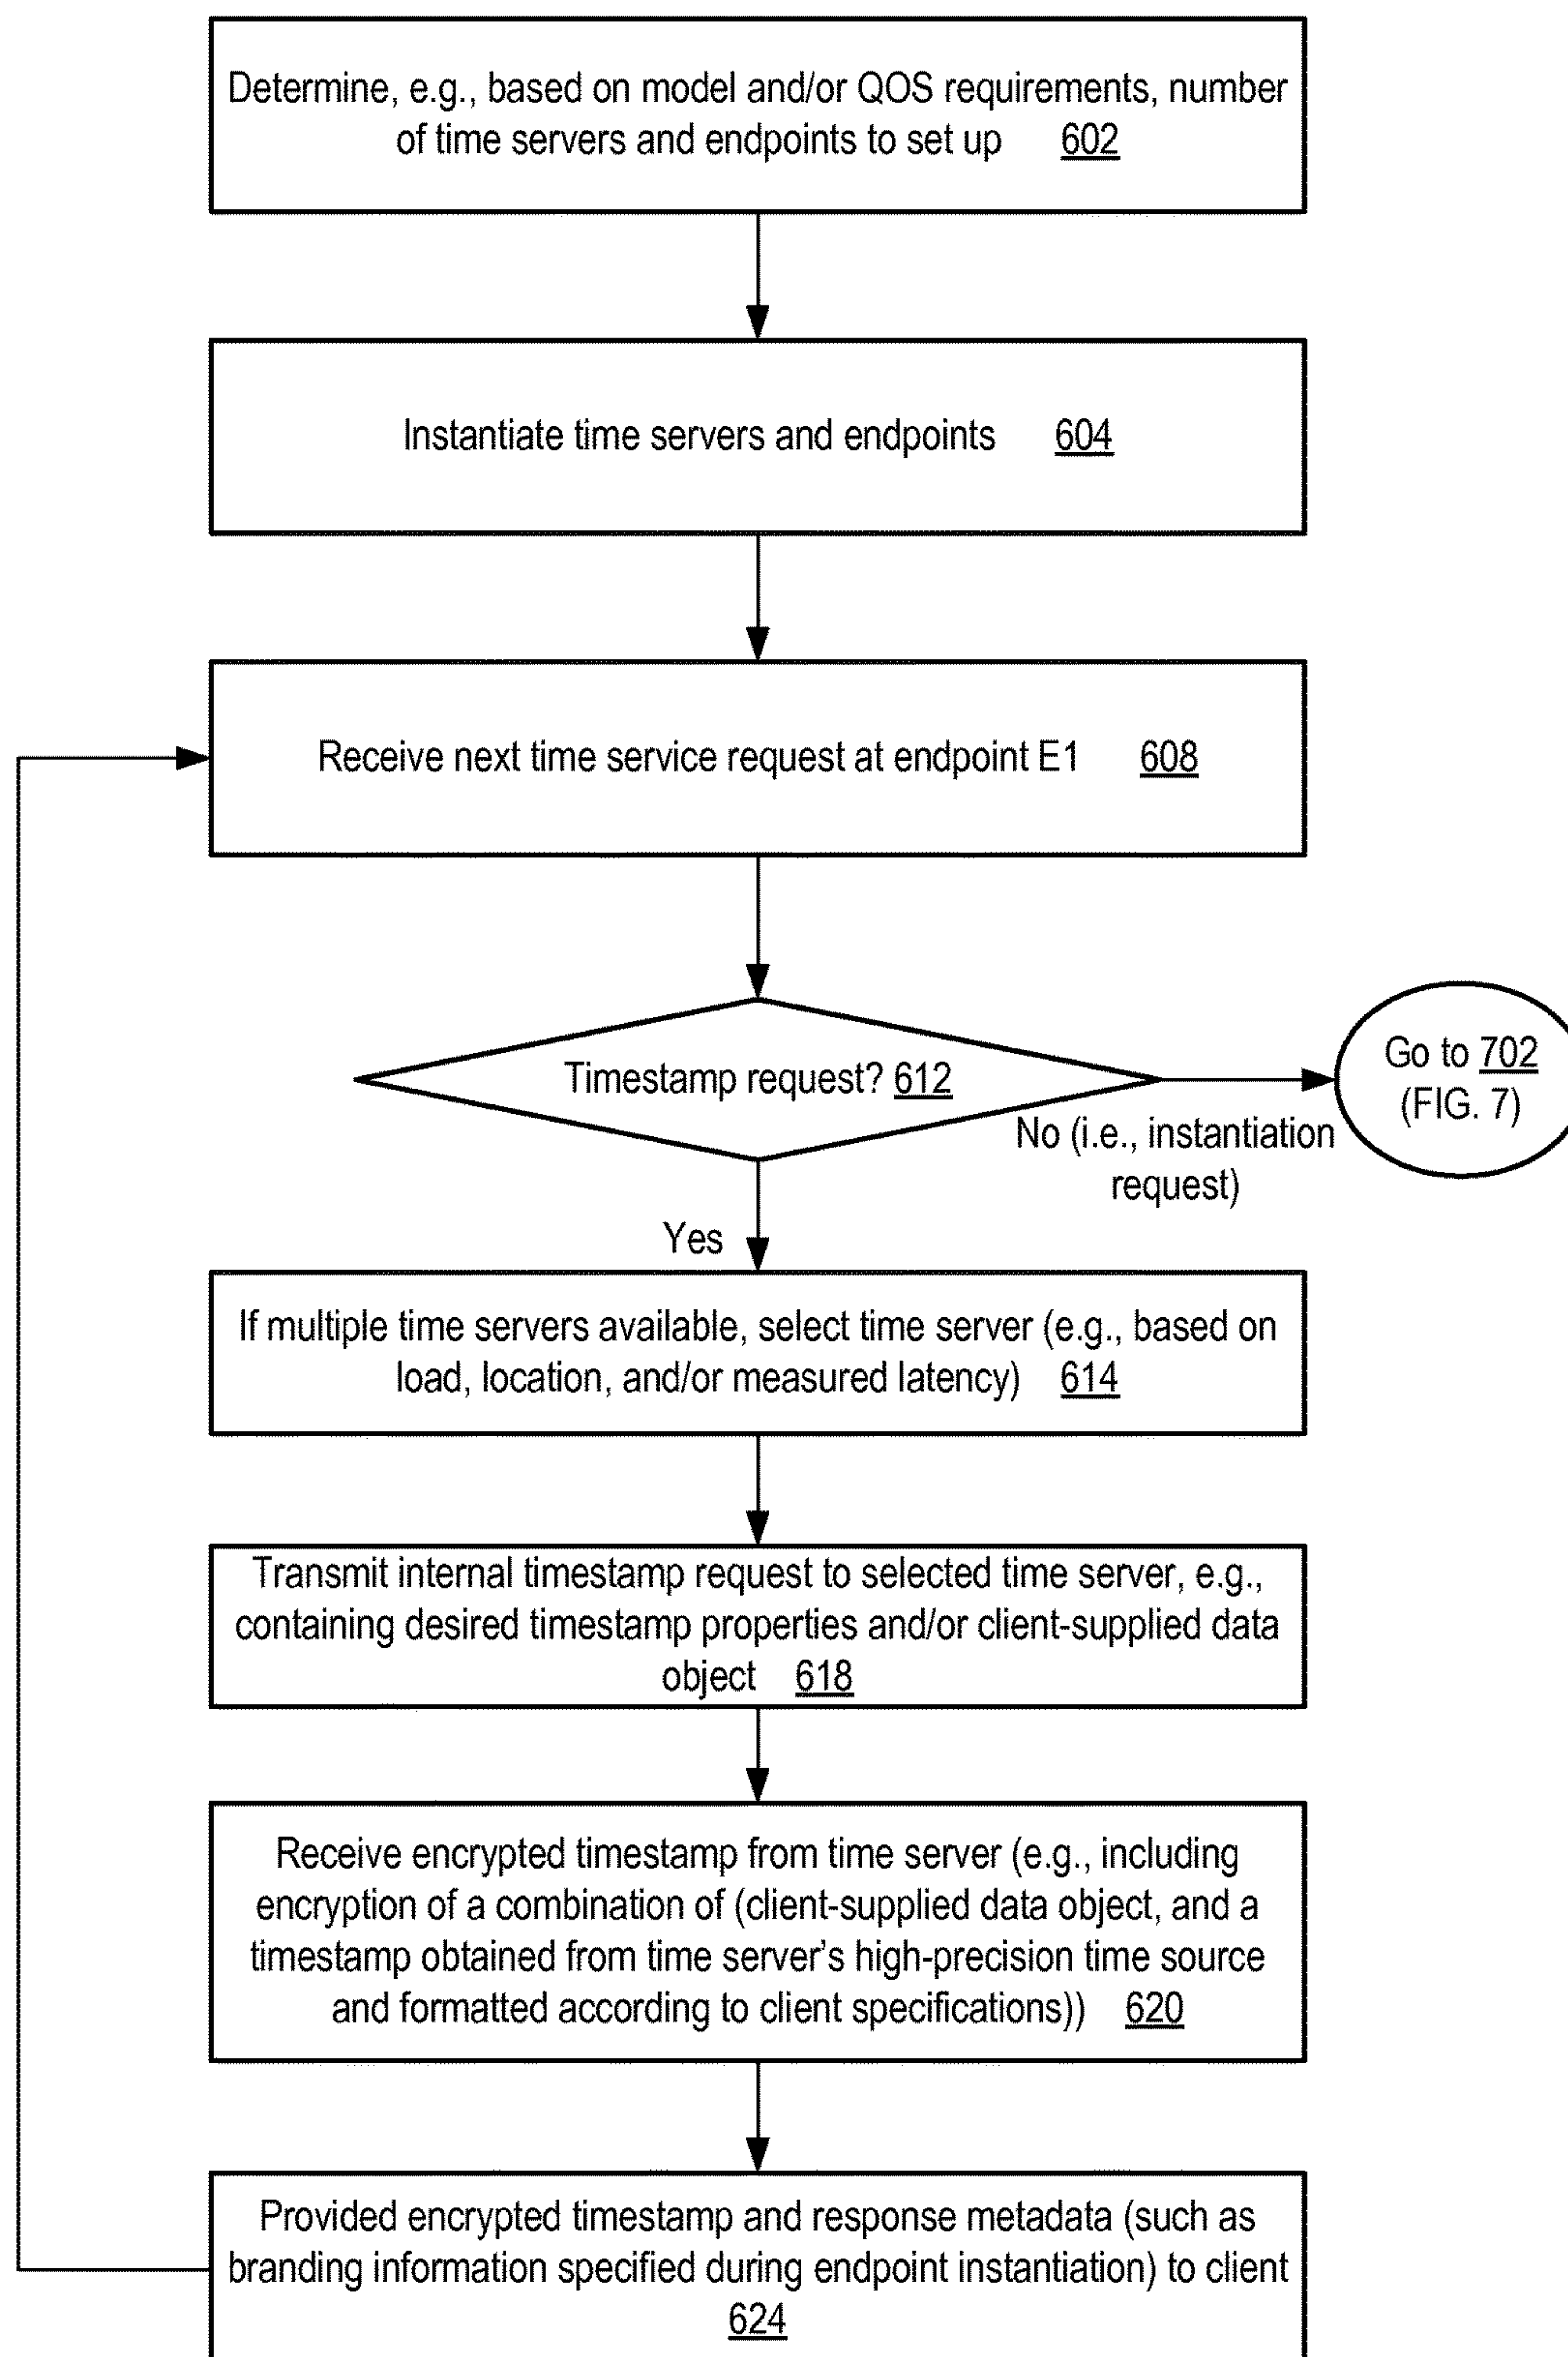 Determine, e.g., based on model and/or QOS requirements, number
of time servers and endpoints to set up 602
Instantiate time servers and endpoints 604
Receive next time service request at endpoint E1 608
Timestamp request? 612
Go to 702
(FIG. 7)
No (i.e., instantiation
request)
Yes
If multiple time servers available, select time server (e.g., based on
load, location, and/or measured latency) 614
Transmit internal timestamp request to selected time server, e.g.,
containing desired timestamp properties and/or client-supplied data
object 618
Receive encrypted timestamp from time server (e.g., including
encryption of a combination of (client-supplied data object, and a
timestamp obtained from time server’s high-precision time source
and formatted according to client specifications)) 620
Provided encrypted timestamp and response metadata (such as
branding information specified during endpoint instantiation) to client
624